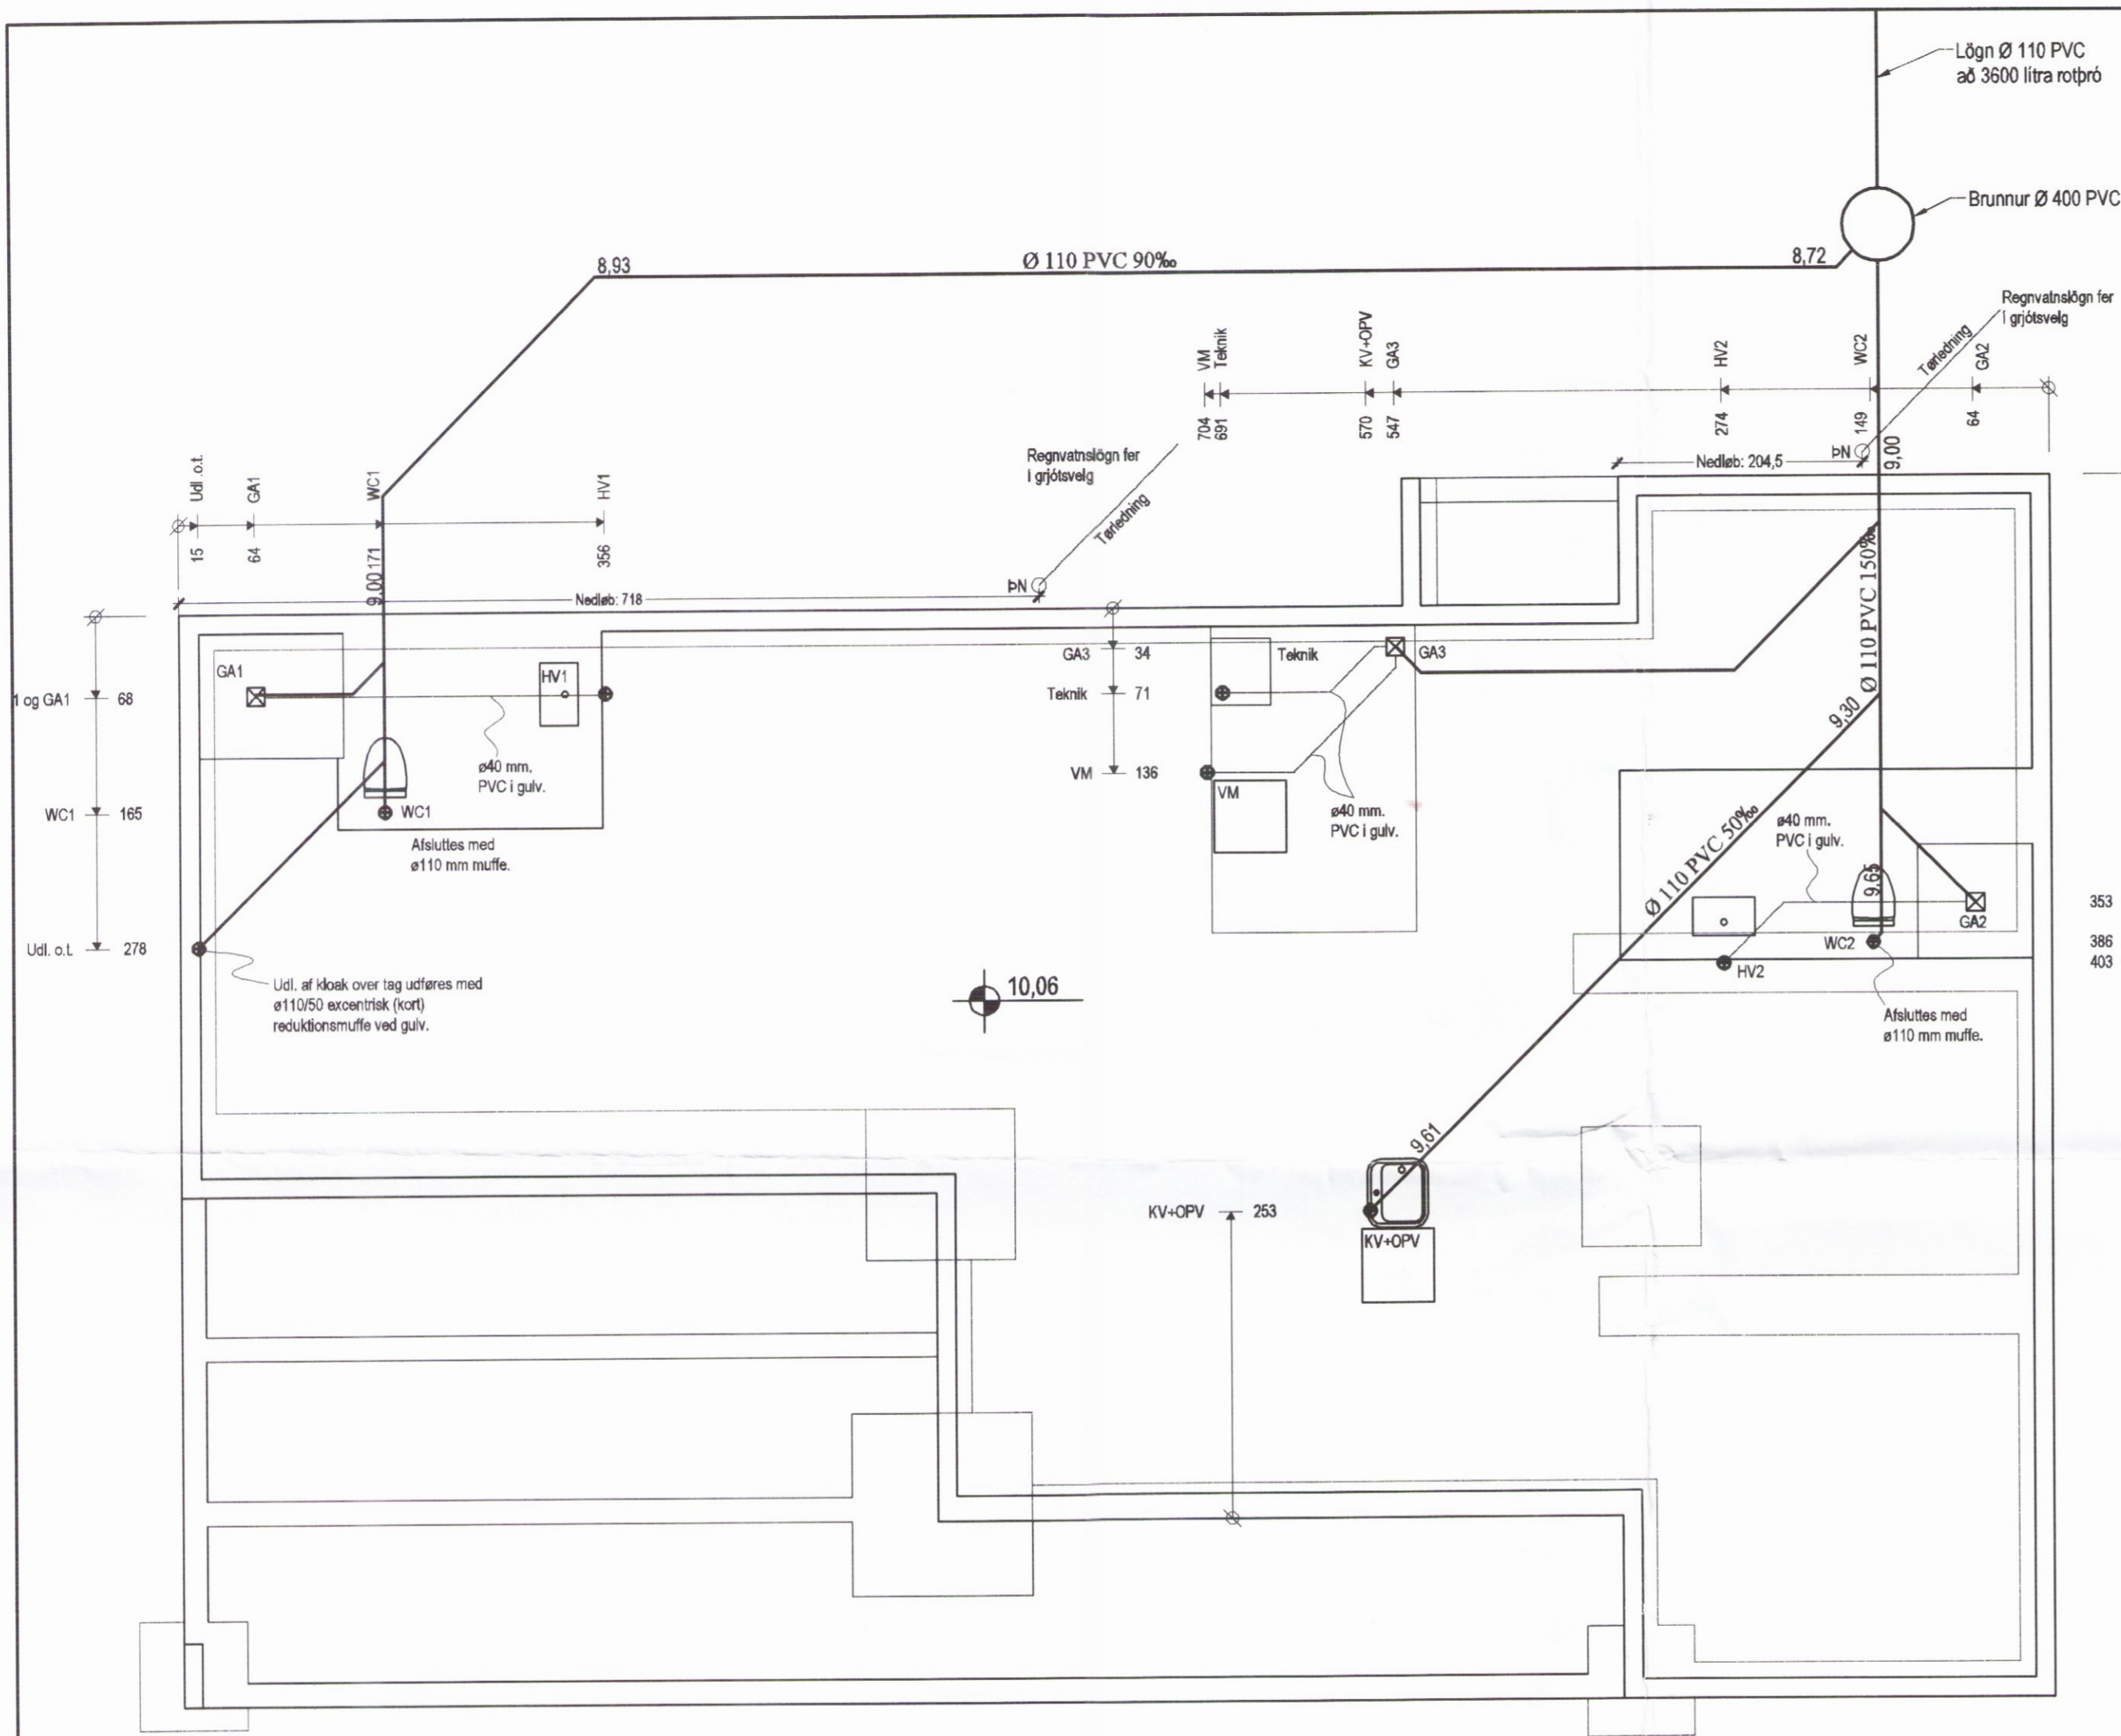 Lögn Ø 110 PVC
að 3600 lítra rotþró
Brunnur Ø 400 PVC
8,93
Ø 110 PVC 90‰
8,72
Regnvatnslögn fer
í grjótsvelg
Tørledning
VM
Teknik
KV+OPV
GA3
HV2
WC2
GA2
704
691
570
547
274
149
64
Nedløb: 204,5
ÞN
9,00
Regnvatnslögn fer
í grjótsvelg
Tørledning
Udl. o.t.
GA1
WC1
HV1
15
64
171
356
9,00
Nedløb: 718
ÞN
GA1
HV1
1 og GA1
68
ø40 mm.
PVC i gulv.
WC1
165
WC1
Afsluttes med
ø110 mm muffe.
Udl. o.t.
278
Udl. af kloak over tag udføres med
ø110/50 excentrisk (kort)
reduktionsmuffe ved gulv.
GA3
34
Teknik
71
VM
136
Teknik
GA3
VM
ø40 mm.
PVC i gulv.
Ø 110 PVC 150‰
9,30
Ø 110 PVC 50‰
ø40 mm.
PVC i gulv.
9,65
GA2
WC2
HV2
353
386
403
Afsluttes med
ø110 mm muffe.
10,06
9,61
KV+OPV
253
KV+OPV